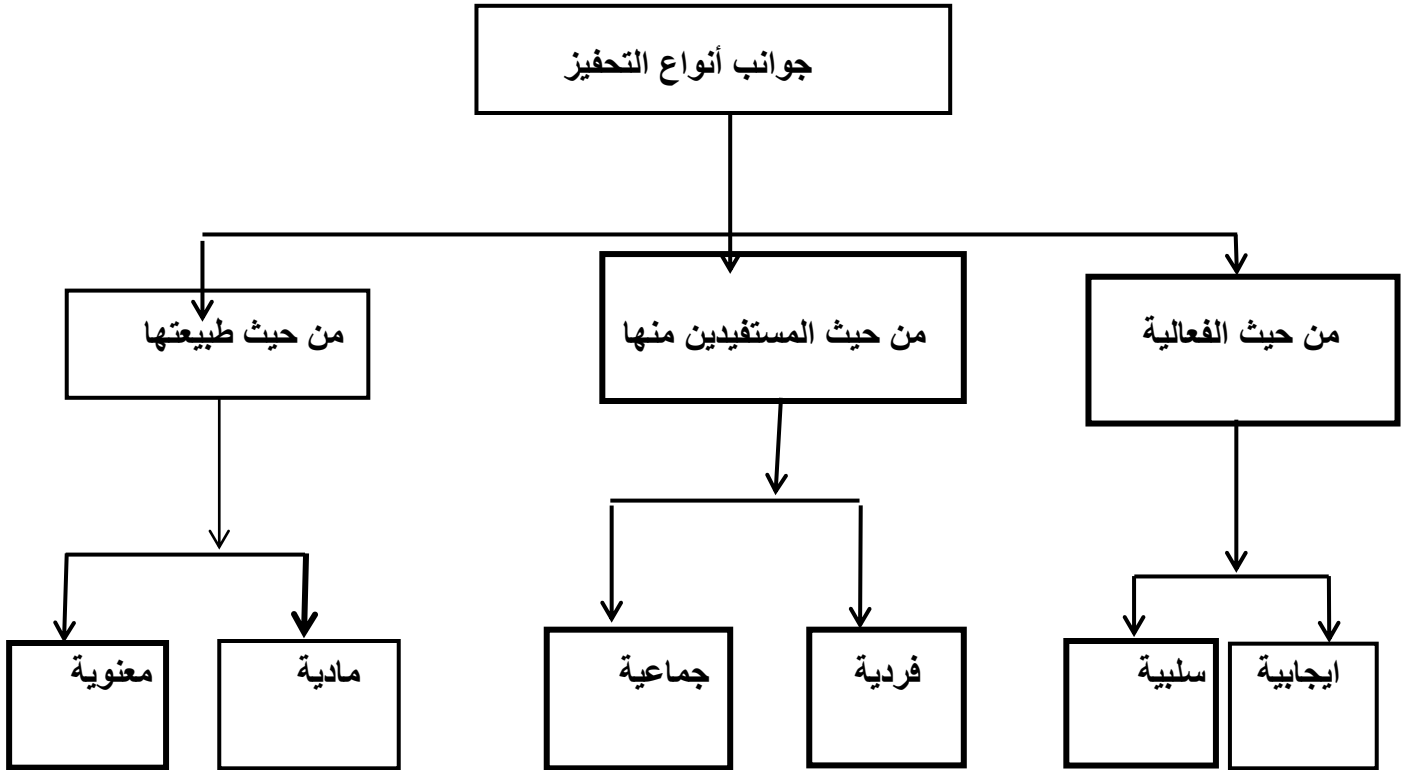 جوانب أنواع التحفيز
من حيث الفعالية
من حيث المستفيدين منها
من حيث طبيعتها
ايجابية
سلبية
فردية
جماعية
مادية
معنوية